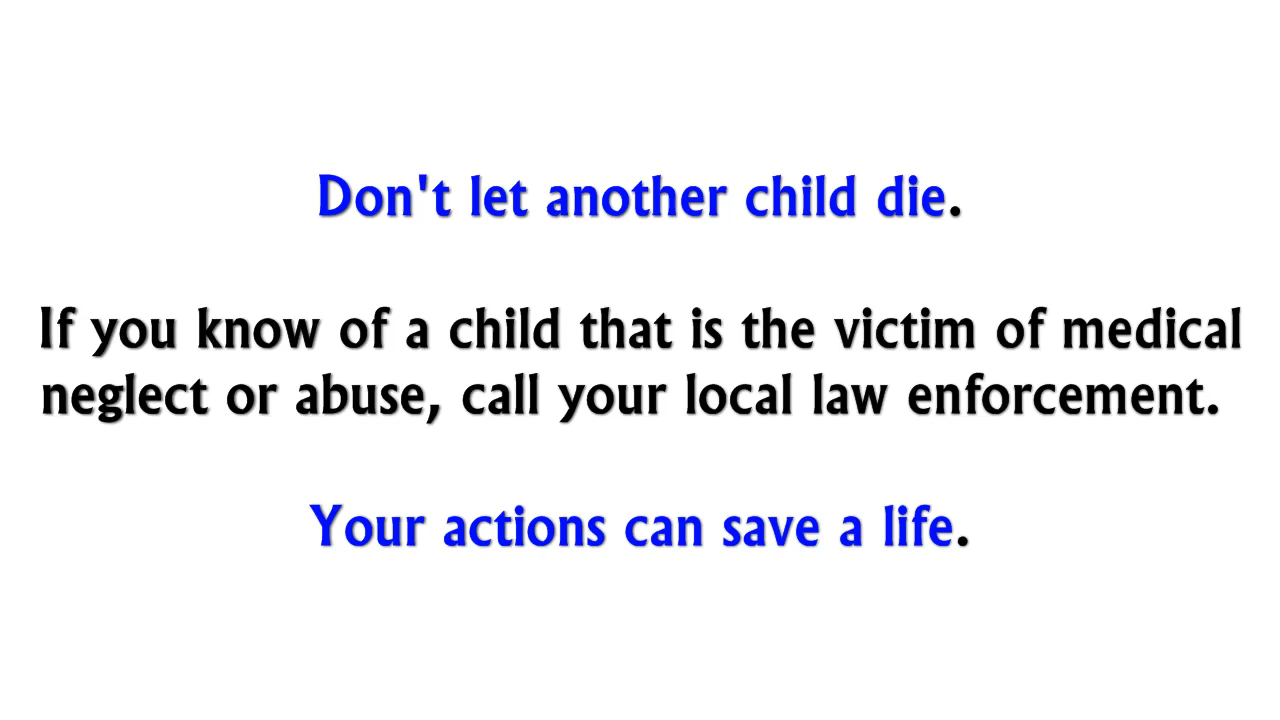 Don't let another child die.
If you know of a child that is the victim of medical
neglect or abuse, call your local law enforcement.
Your actions can save a life.